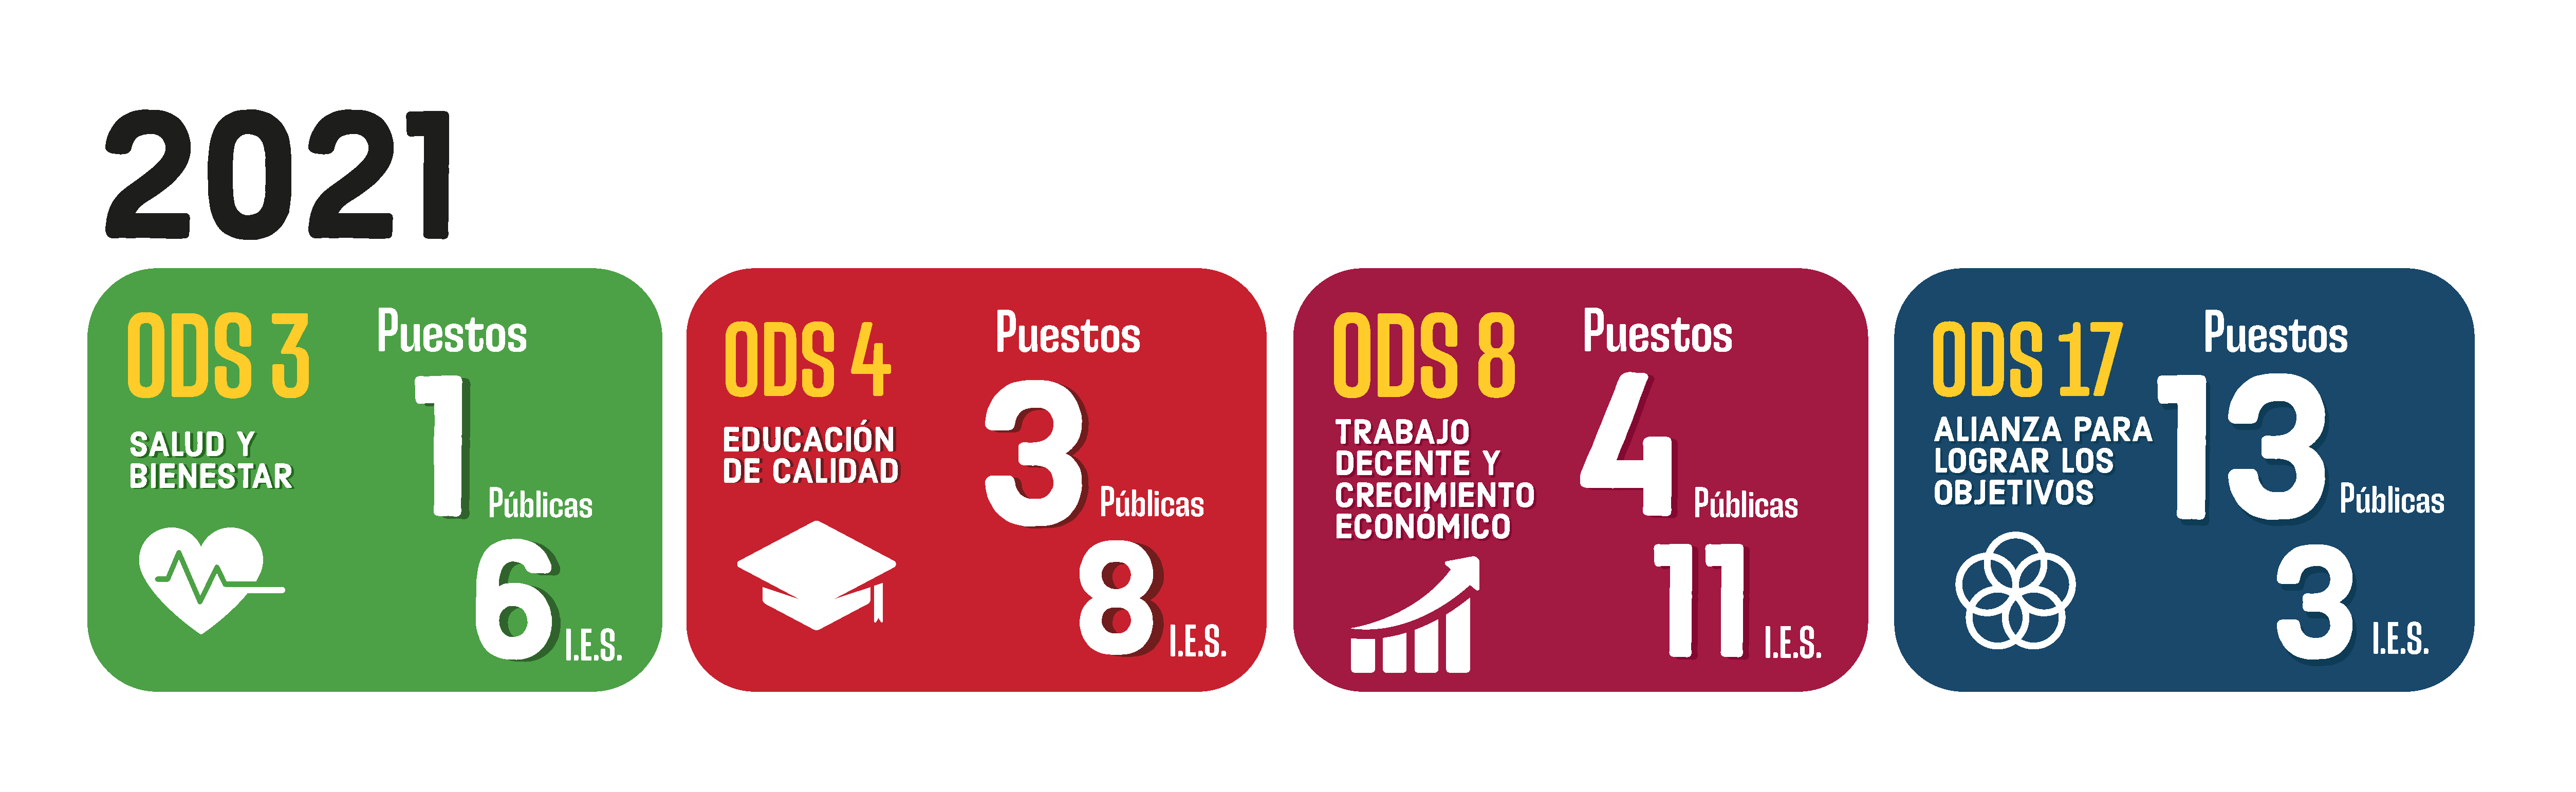 2021
ODS 3
SALUD Y
BIENESTAR
Puestos
1
Públicas
6
I.E.S.
ODS 4
EDUCACIÓN
DE CALIDAD
Puestos
3
Públicas
8
I.E.S.
ODS 8
TRABAJO
DECENTE Y
CRECIMIENTO
ECONÓMICO
Puestos
4
Públicas
11
I.E.S.
ODS 17
ALIANZA PARA
LOGRAR LOS
OBJETIVOS
Puestos
13
Públicas
3
I.E.S.